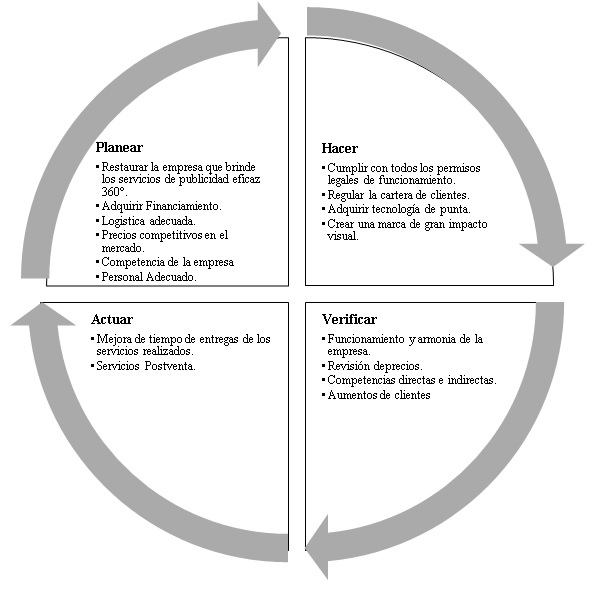 Planear
▪ Restaurar la empresa que brinde
los servicios de publicidad eficaz
360°.
▪ Adquirir Financiamiento.
▪ Logistica adecuada.
▪ Precios competitivos en el
mercado.
▪ Competencia de la empresa
▪ Personal Adecuado.
Hacer
▪ Cumplir con todos los permisos
legales de funcionamiento.
▪ Regular la cartera de clientes.
▪ Adquirir tecnología de punta.
▪ Crear una marca de gran impacto
visual.
Actuar
▪ Mejora de tiempo de entregas de los
servicios realizados.
▪ Servicios Postventa.
Verificar
▪ Funcionamiento y armonia de la
empresa.
▪ Revisión deprecios.
▪ Competencias directas e indirectas.
▪ Aumentos de clientes